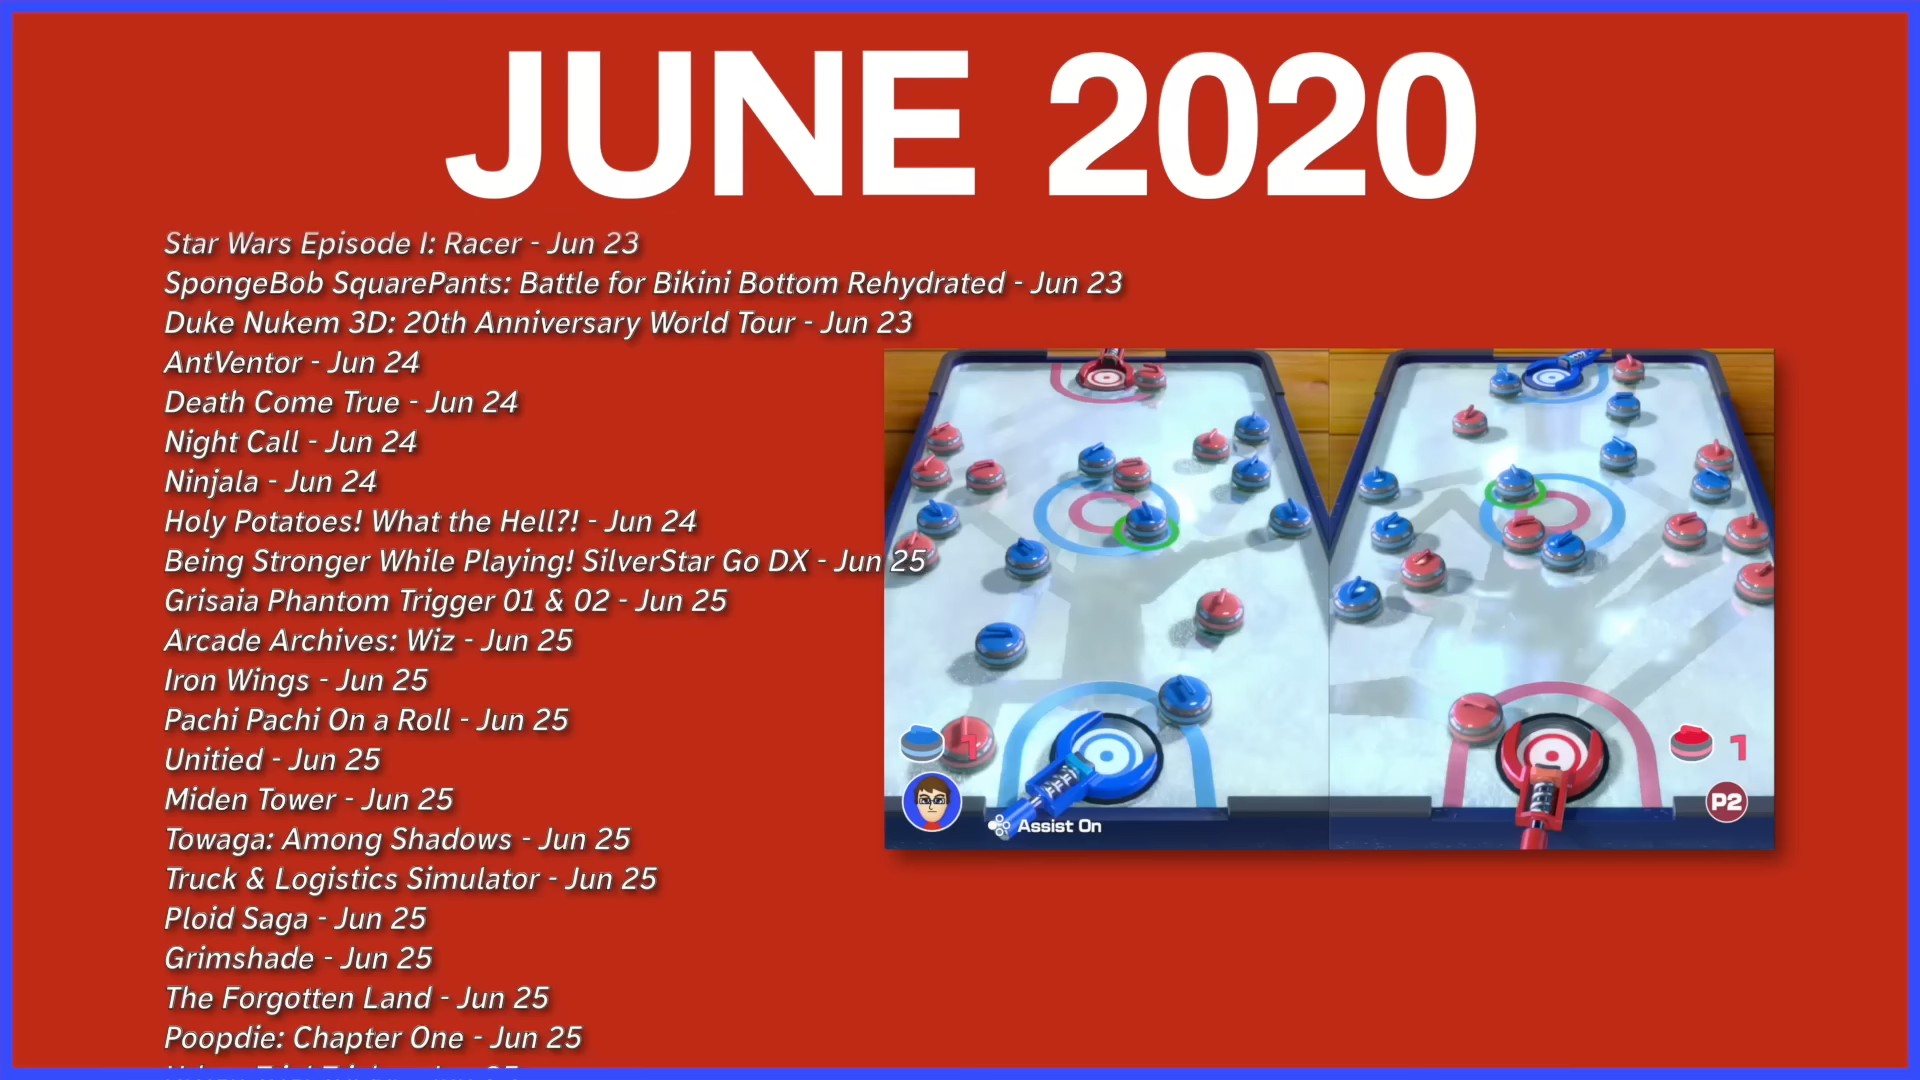 JUNE 2020
Star Wars Episode I: Racer - Jun 23
SpongeBob SquarePants: Battle for Bikini Bottom Rehydrated - Jun 23
Duke Nukem 3D: 20th Anniversary World Tour - Jun 23
AntVentor - Jun 24
Death Come True - Jun 24
Night Call - Jun 24
Ninjala - Jun 24
Holy Potatoes! What the Hell?! - Jun 24
Being Stronger While Playing! SilverStar Go DX - Jun 25
Grisaia Phantom Trigger 01 & 02 - Jun 25
Arcade Archives: Wiz - Jun 25
Iron Wings - Jun 25
Pachi Pachi On a Roll - Jun 25
Unitied - Jun 25
Miden Tower - Jun 25
Towaga: Among Shadows - Jun 25
Truck & Logistics Simulator - Jun 25
Ploid Saga - Jun 25
Grimshade - Jun 25
The Forgotten Land - Jun 25
Poopdie: Chapter One - Jun 25
1
1
P2
Assist On